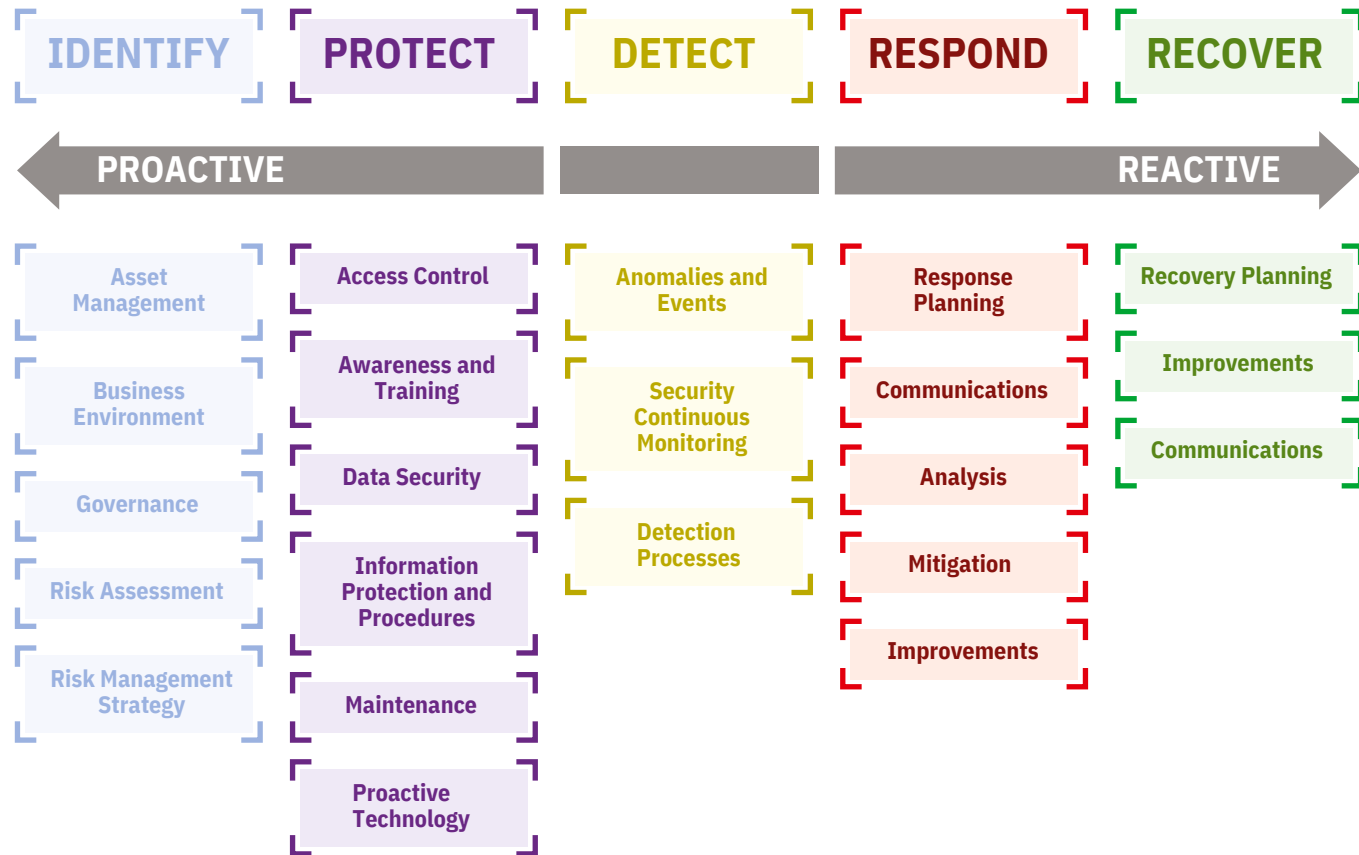 IDENTIFY
PROTECT
DETECT
RESPOND
RECOVER
PROACTIVE
REACTIVE
Asset
Management
Business
Environment
Governance
Risk Assessment
Risk Management
Strategy
Access Control
Awareness and
Training
Data Security
Information
Protection and
Procedures
Maintenance
Proactive
Technology
Anomalies and
Events
Security
Continuous
Monitoring
Detection
Processes
Response
Planning
Communications
Analysis
Mitigation
Improvements
Recovery Planning
Improvements
Communications